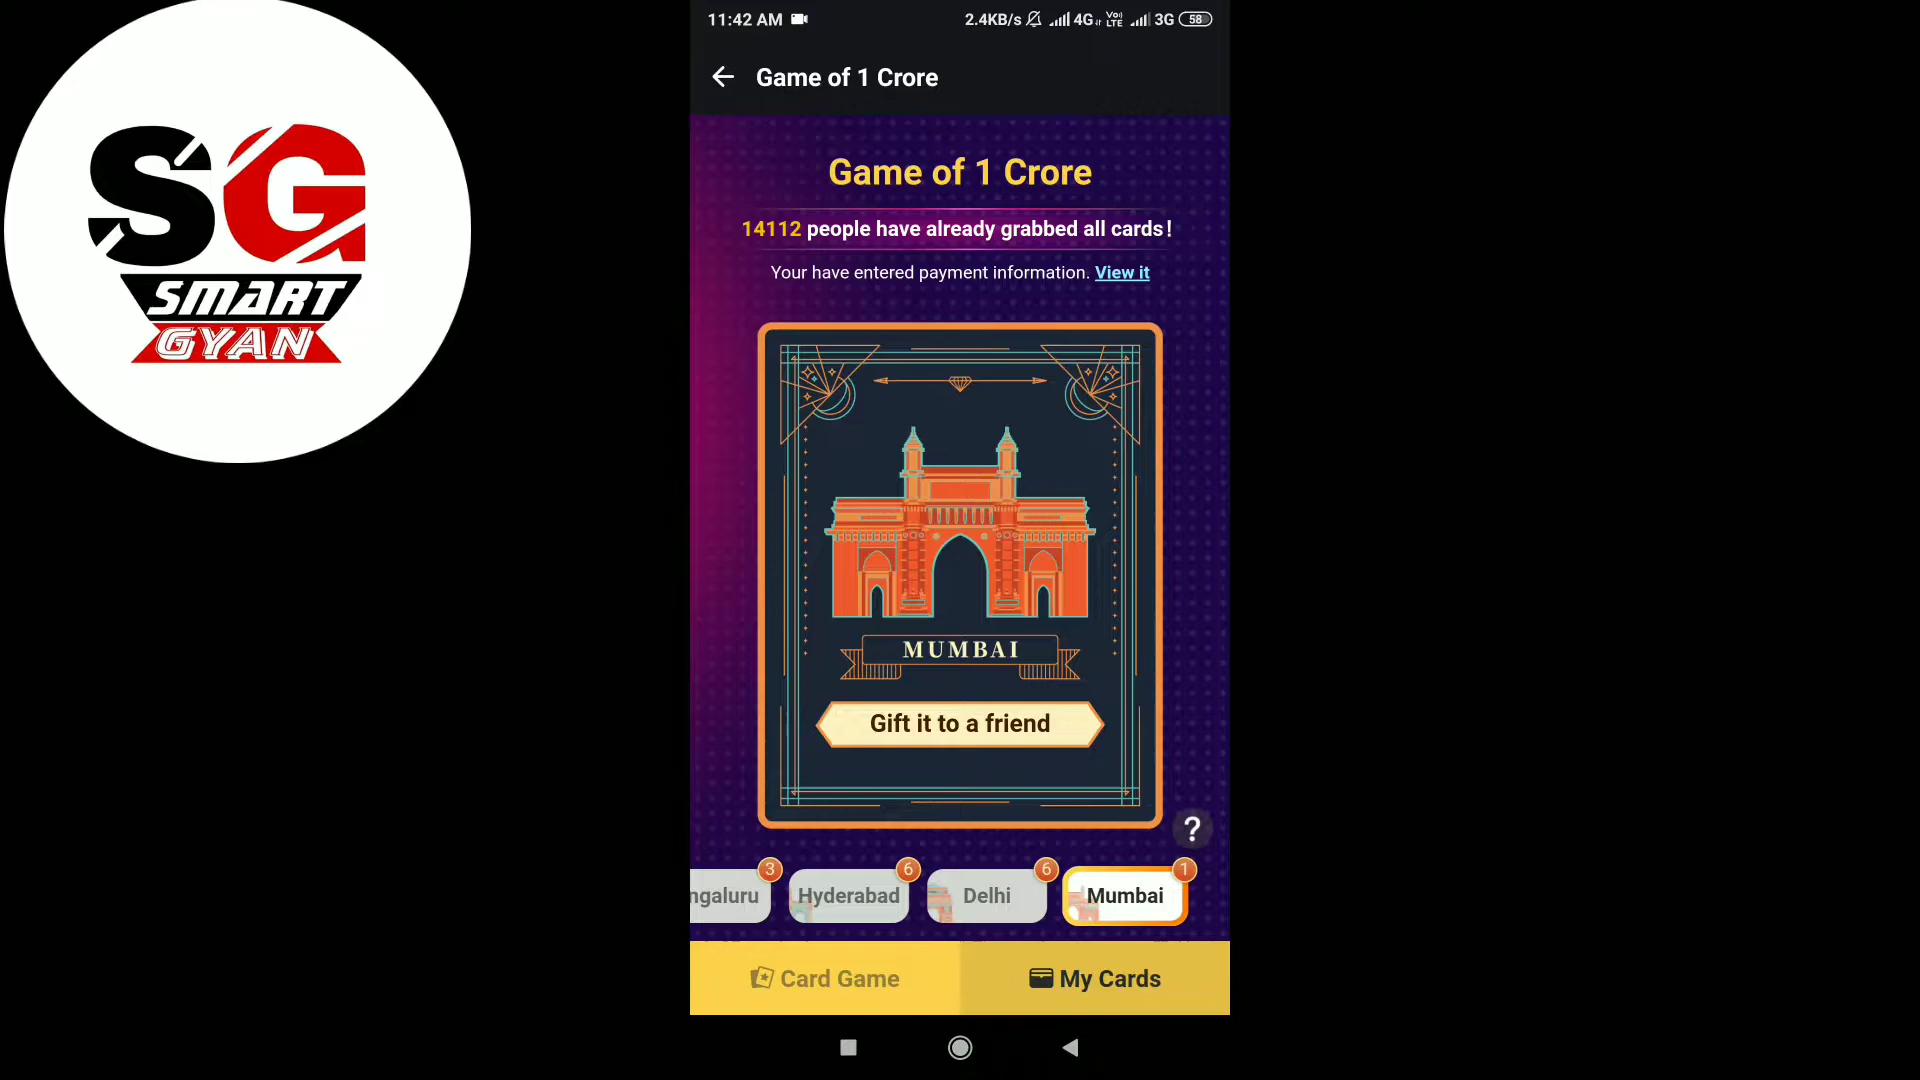 SG
SMART
GYAN
11:42 AM
2.4KB/s 4G Vo) LTE 3G 58
Game of 1 Crore
Game of 1 Crore
14112 people have already grabbed all cards!
Your have entered payment information. View it
MUMBAI
Gift it to a friend
?
3 6 6 1
ngaluru Hyderabad Delhi Mumbai
Card Game My Cards